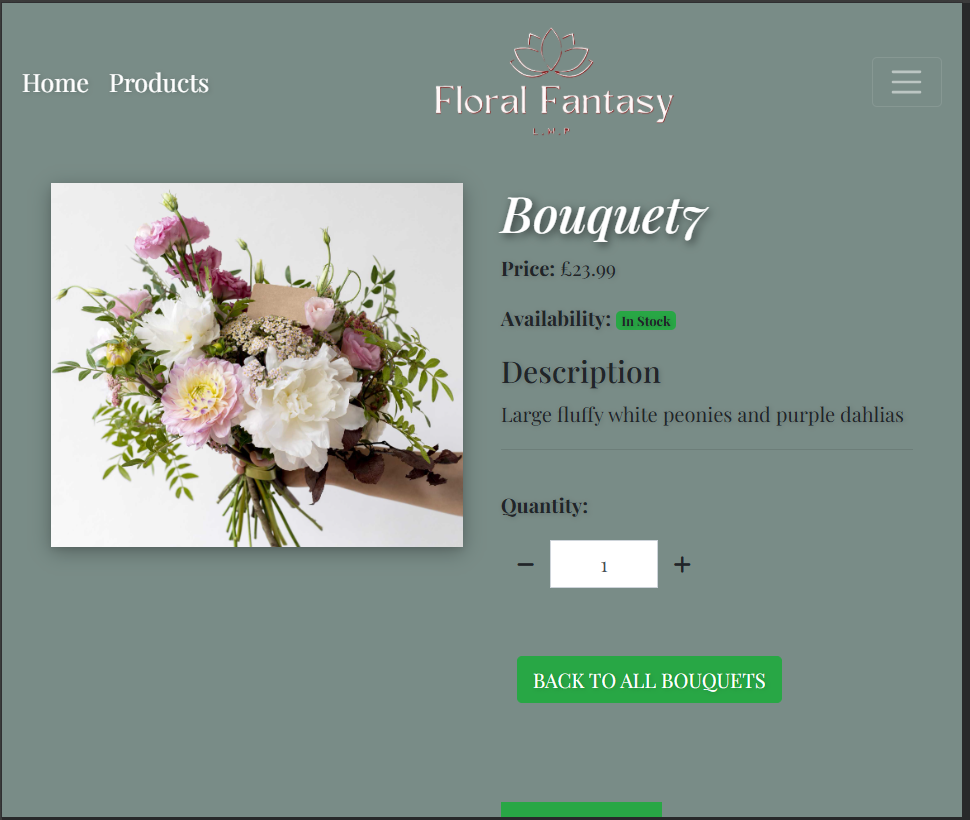 Home Products
Floral Fantasy
L.M.P
Bouquet7
Price: £23.99
Availability: In Stock
Description
Large fluffy white peonies and purple dahlias
Quantity:
1
BACK TO ALL BOUQUETS